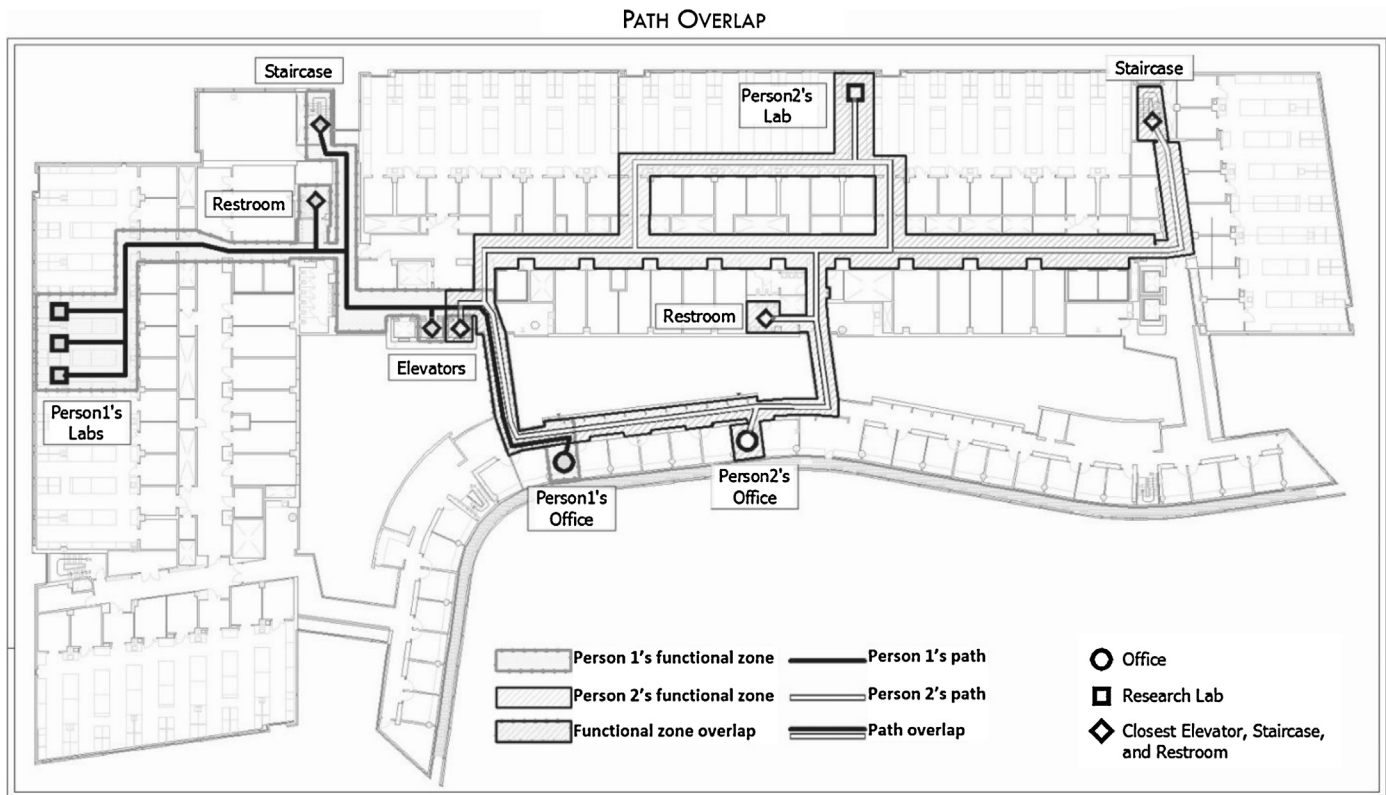 PATH OVERLAP
Staircase
Staircase
Person2's
Lab
Restroom
Restroom
Elevators
Person1's
Labs
Person1's
Office
Person2's
Office
Person 1's functional zone
Person 1's path
Office
Person 2's functional zone
Person 2's path
Research Lab
Functional zone overlap
Path overlap
Closest Elevator, Staircase,
and Restroom